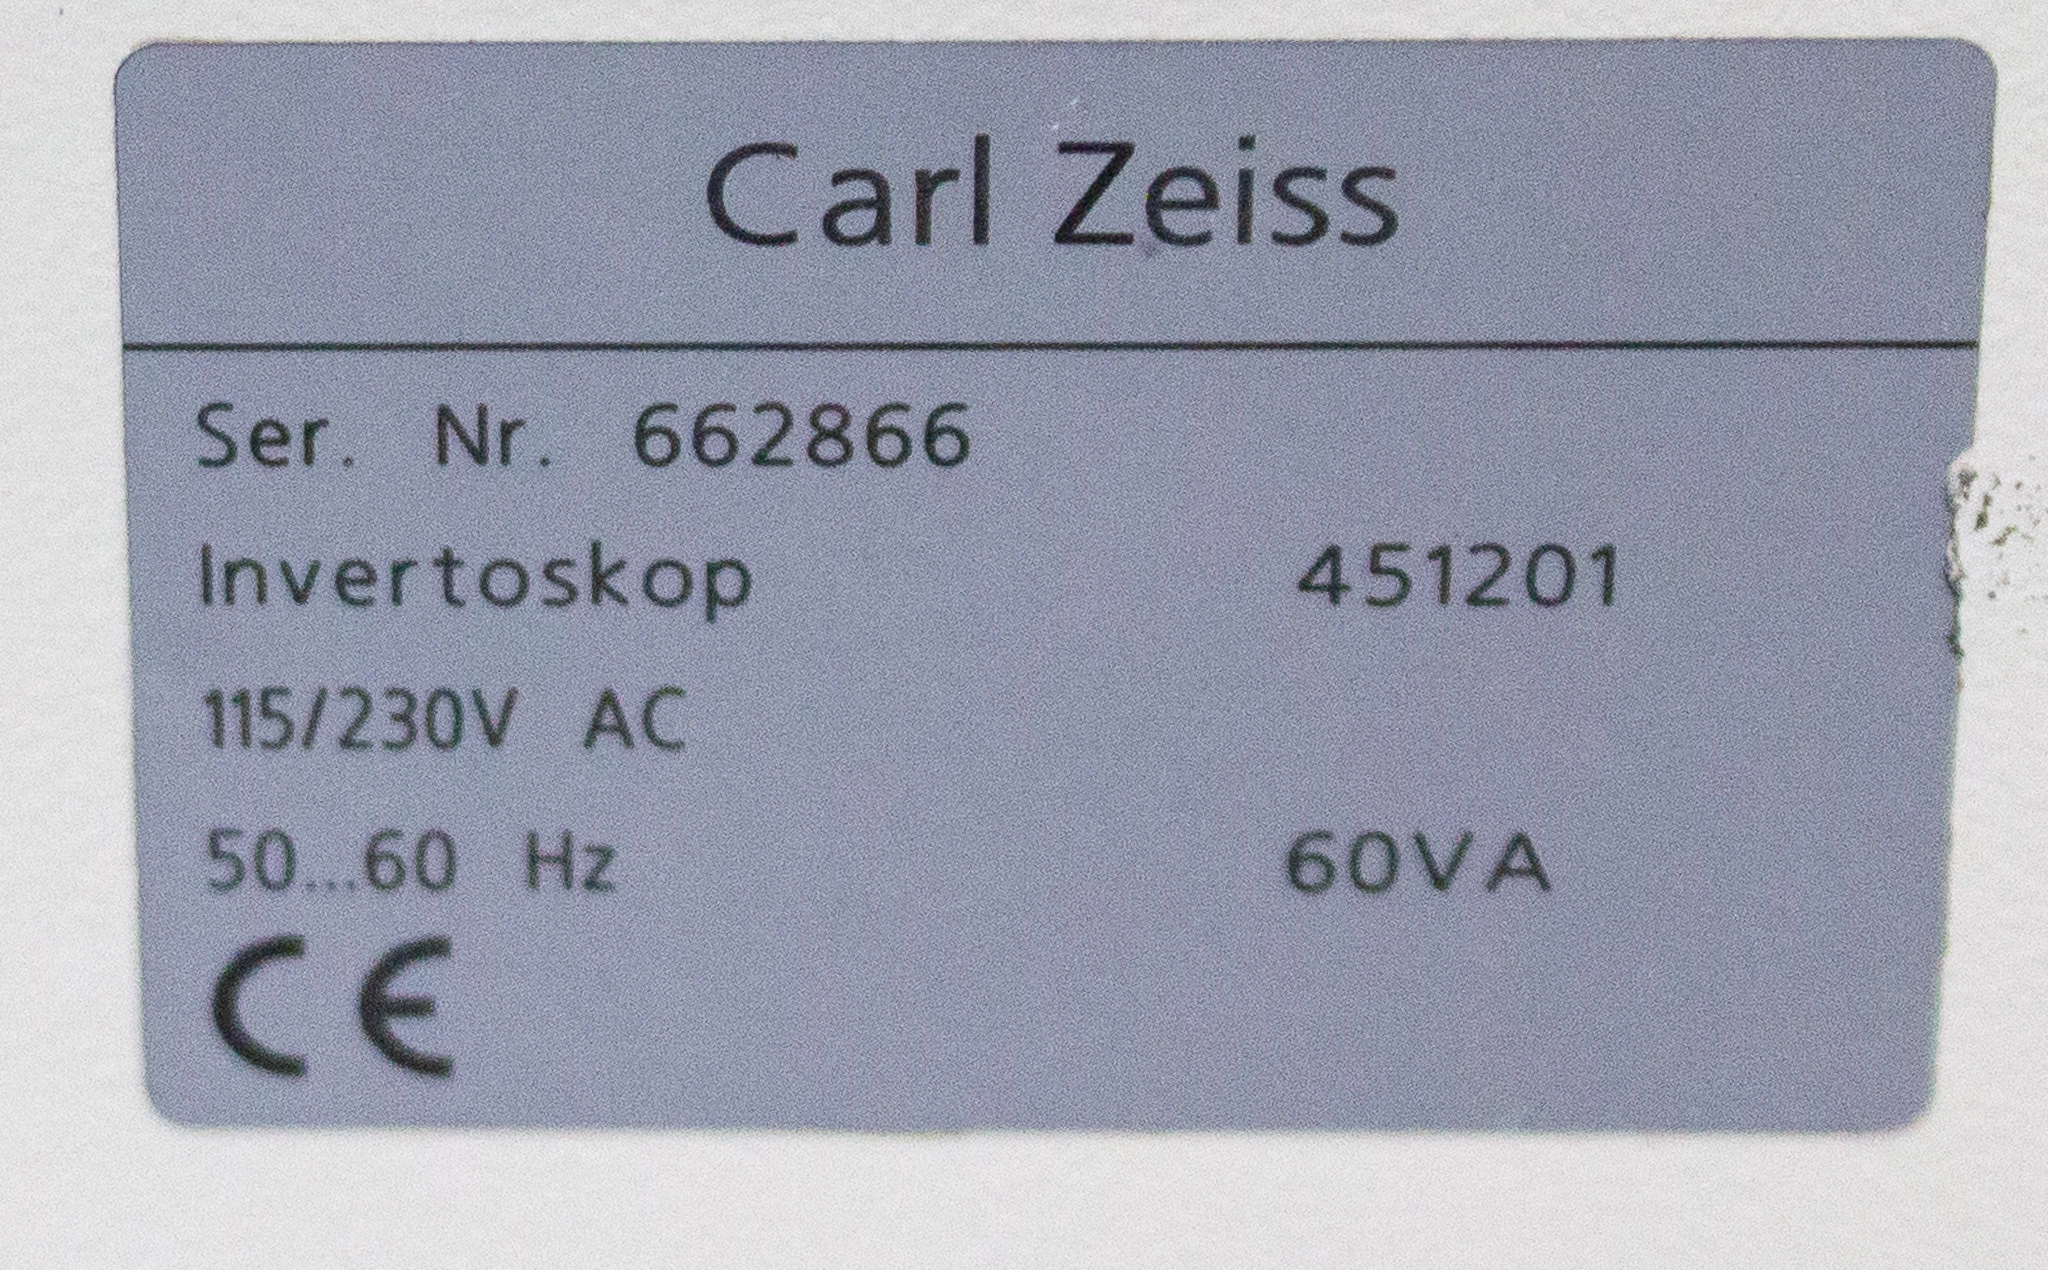 Carl Zeiss
Ser. Nr. 662866
Invertoskop 451201
115/230V AC
50...60 Hz 60VA
CE